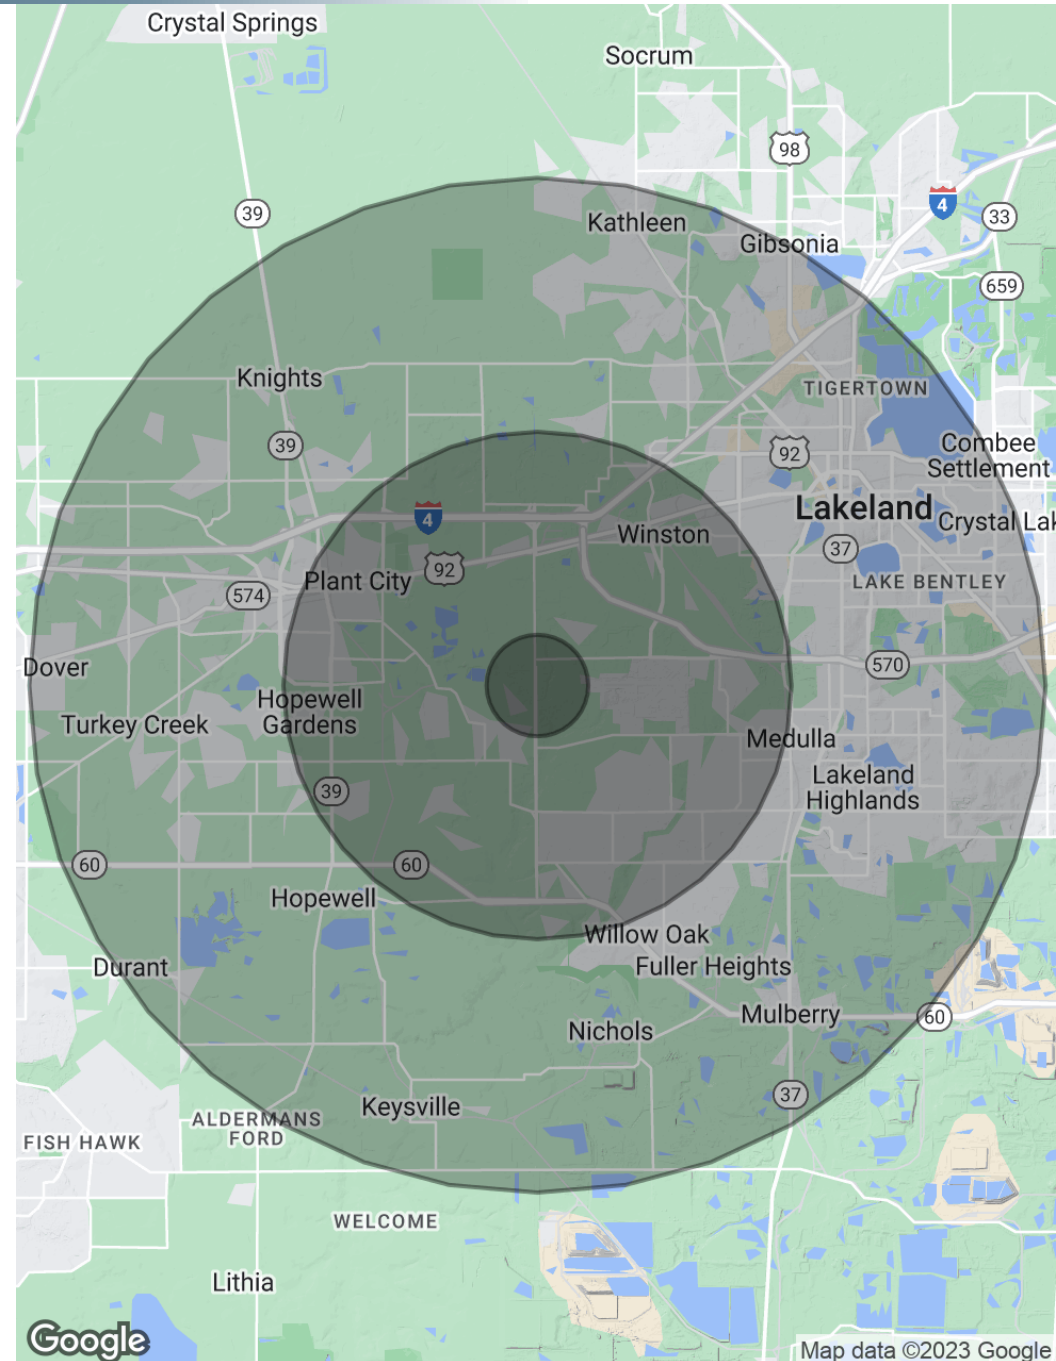 Crystal Springs
Socrum
98
4
39
33
Kathleen
Gibsonia
659
Knights
TIGERTOWN
39
92
Combee
Settlement
Lakeland
4
Crystal Lak
Winston
37
92
Plant City
LAKE BENTLEY
574
570
Dover
Hopewell
Gardens
Turkey Creek
Medulla
Lakeland
Highlands
39
60
60
Hopewell
Willow Oak
Durant
Fuller Heights
Mulberry
60
Nichols
37
Keysville
ALDERMANS
FORD
FISH HAWK
WELCOME
Lithia
Google
Map data ©2023 Google